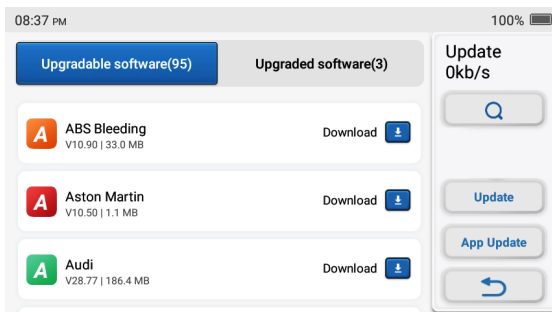 08:37 PM
100%
Upgradable software(95)
Upgraded software(3)
Update
0kb/s
A
ABS Bleeding
V10.90 | 33.0 MB
Download
A
Aston Martin
V10.50 | 1.1 MB
Download
A
Audi
V28.77 | 186.4 MB
Download
Update
App Update